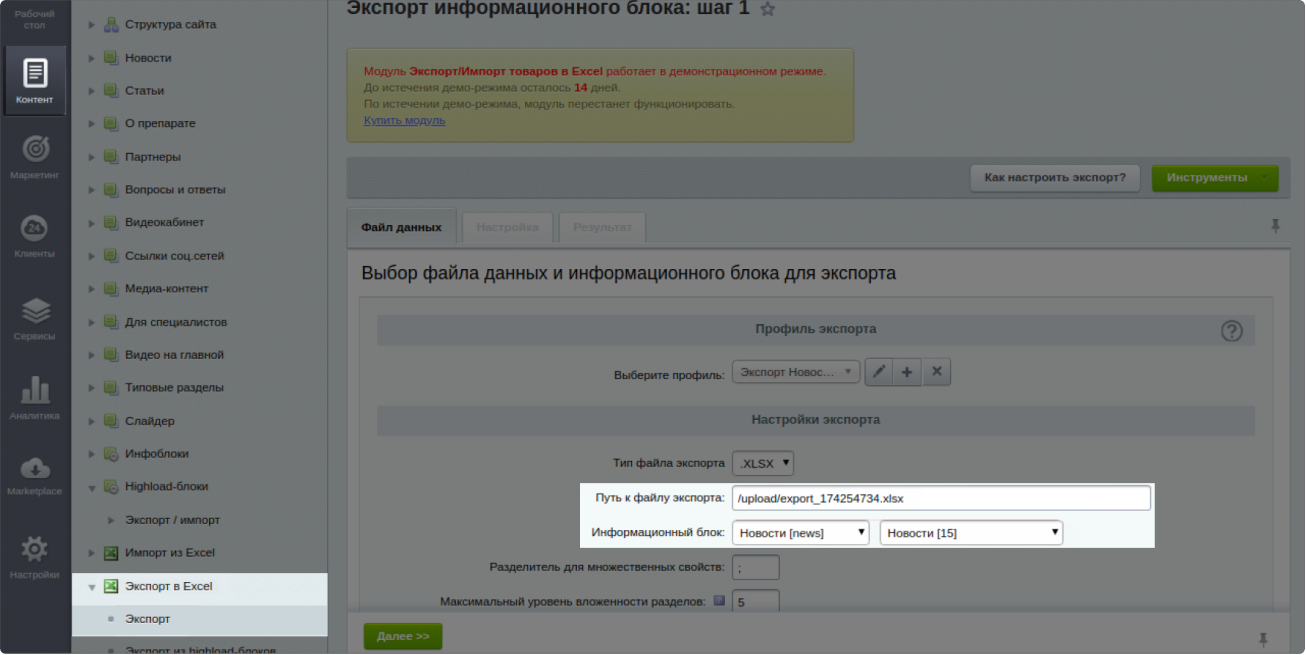 Рабочий
стол
Контент
Маркетинг
24
Клиенты
Сервисы
Аналитика
Marketplace
Настройки
Структура сайта
Новости
Статьи
О препарате
Партнеры
Вопросы и ответы
Видеокабинет
Ссылки соц.сетей
Медиа-контент
Для специалистов
Видео на главной
Типовые разделы
Слайдер
Инфоблоки
Highload-блоки
Экспорт / импорт
Импорт из Excel
Экспорт в Excel
Экспорт
Экспорт из highload-блоков
Экспорт информационного блока: шаг 1
Модуль Экспорт/Импорт товаров в Excel работает в демонстрационном режиме.
До истечения демо-режима осталось 14 дней.
По истечении демо-режима, модуль перестанет функционировать.
Купить модуль
Как настроить экспорт? Инструменты
Файл данных Настройка Результат
Выбор файла данных и информационного блока для экспорта
Профиль экспорта ?
Выберите профиль: Экспорт Новос...
Настройки экспорта
Тип файла экспорта .XLSX
Путь к файлу экспорта: /upload/export_174254734.xlsx
Информационный блок: Новости [news] Новости [15]
Разделитель для множественных свойств: ;
Максимальный уровень вложенности разделов: 5
Далее >>